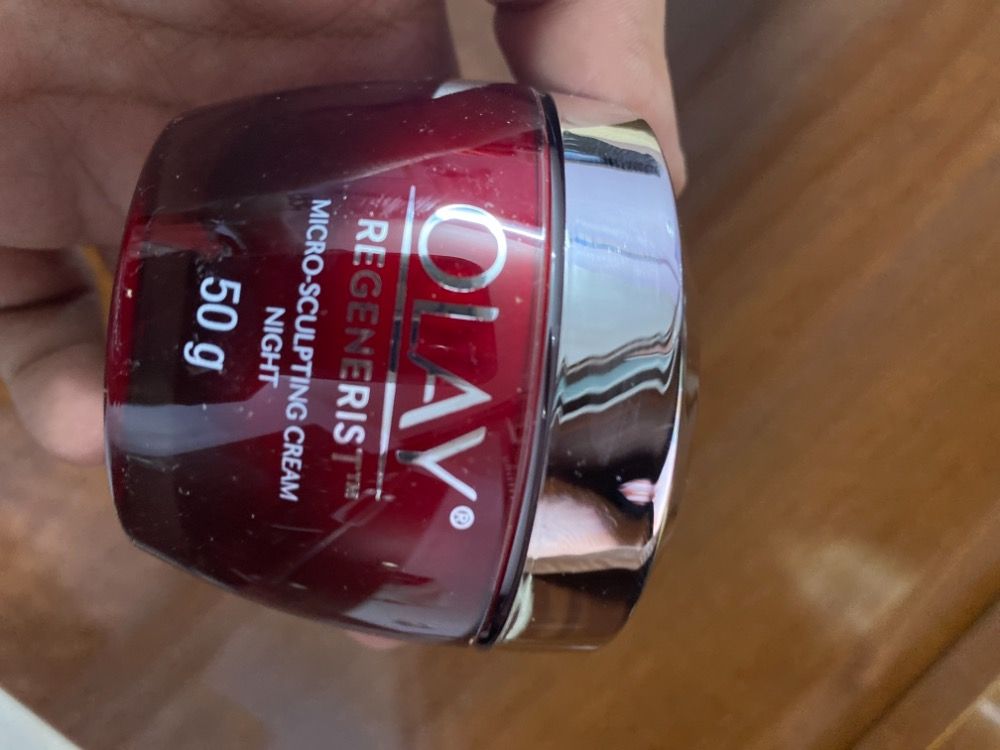 OLAY®
REGENERIST™
MICRO-SCULPTING CREAM
NIGHT
50 g